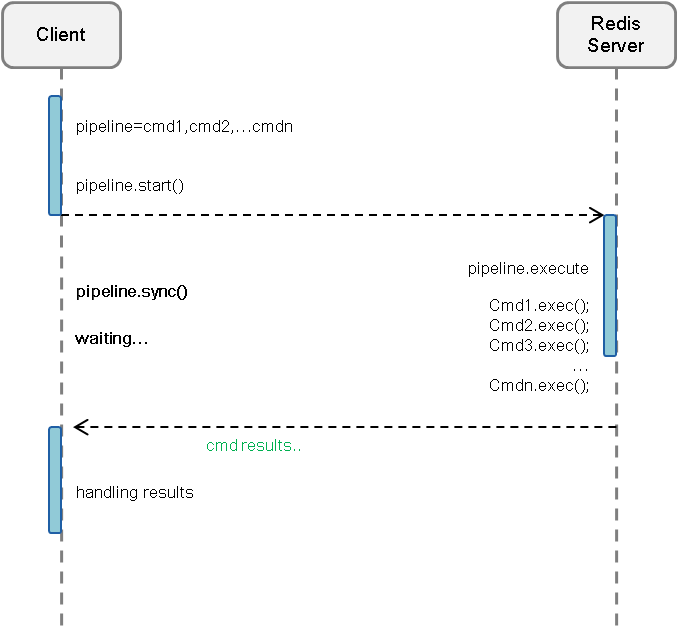 Client
Redis
Server
pipeline=cmd1,cmd2,...cmdn
pipeline.start()
pipeline.execute
pipeline.sync()
Cmd1.exec();
Cmd2.exec();
waiting...
Cmd3.exec();
...
Cmdn.exec();
cmd results..
handling results